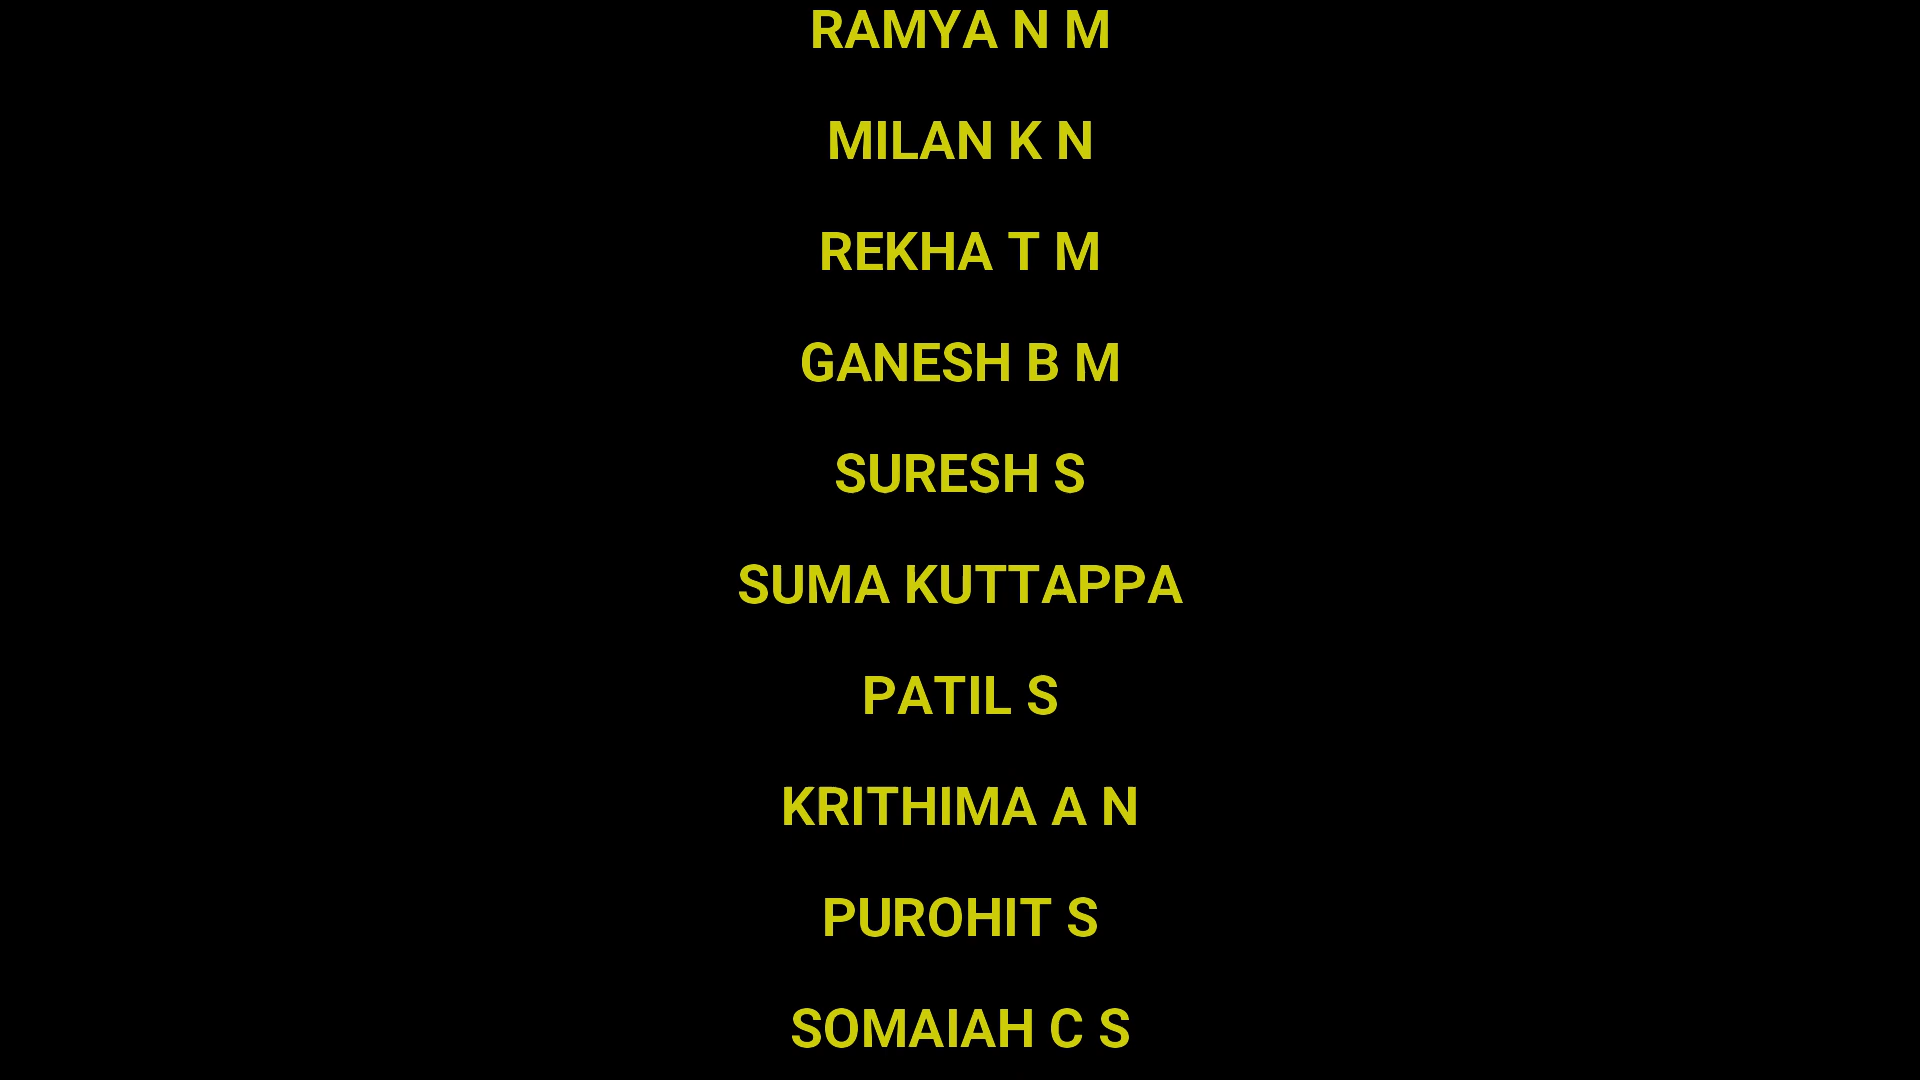 RAMYA N M
MILAN K N
REKHA T M
GANESH B M
SURESH S
SUMA KUTTAPPA
PATIL S
KRITHIMA A N
PUROHIT S
SOMAIAH C S